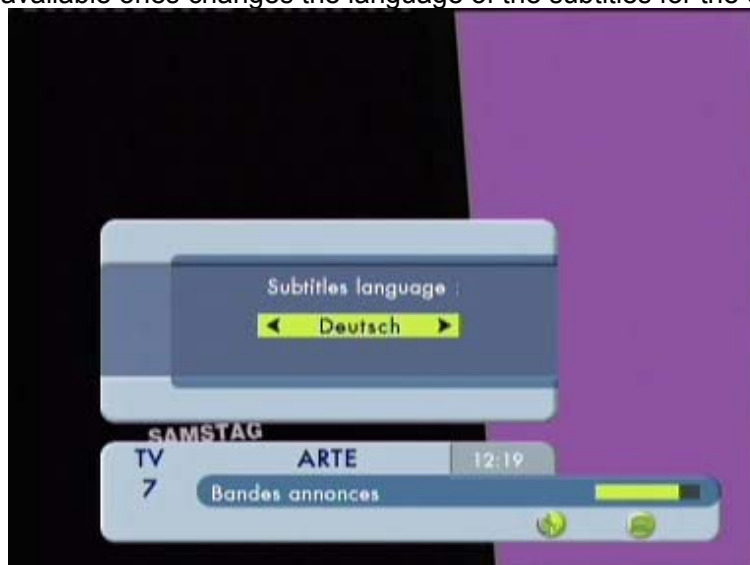 available ones changes the language of the subtitles for the
Subtitles language :
Deutsch
SAMSTAG
TV ARTE 12:19
7 Bandes annonces